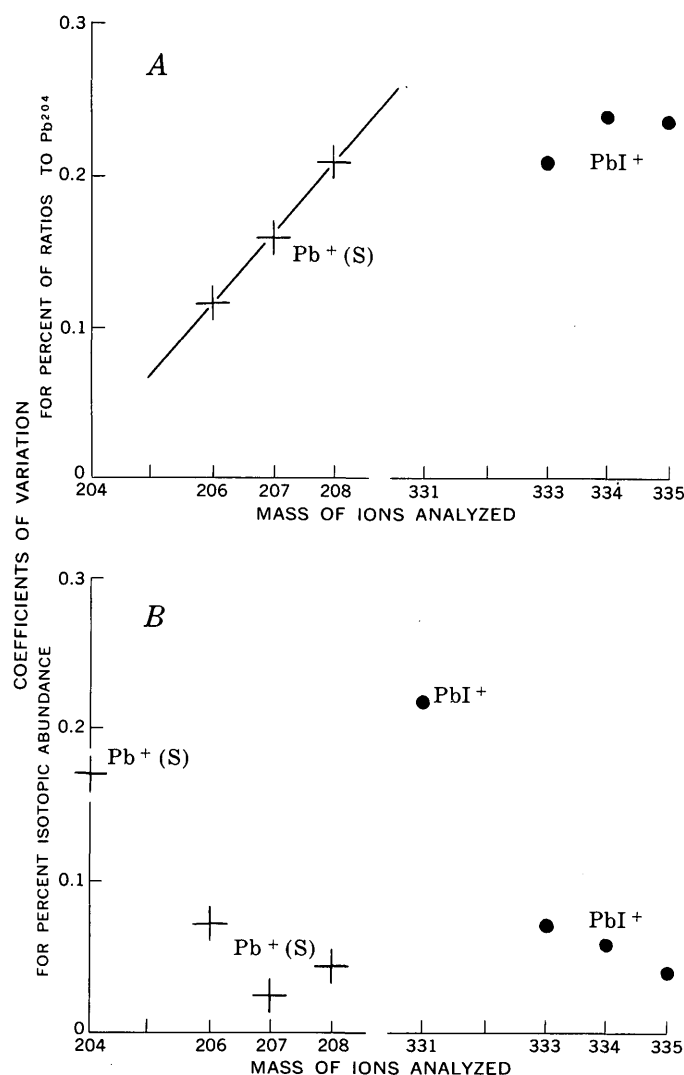 COEFFICIENTS OF VARIATION
FOR PERCENT OF RATIOS TO Pb²⁰⁴
0.3
0.2
0.1
0
A
Pb⁺ (S)
PbI⁺
204 206 207 208 331 333 334 335
MASS OF IONS ANALYZED
FOR PERCENT ISOTOPIC ABUNDANCE
0.3
0.2
0.1
0
B
PbI⁺
Pb⁺ (S)
PbI⁺
Pb⁺ (S)
204 206 207 208 331 333 334 335
MASS OF IONS ANALYZED